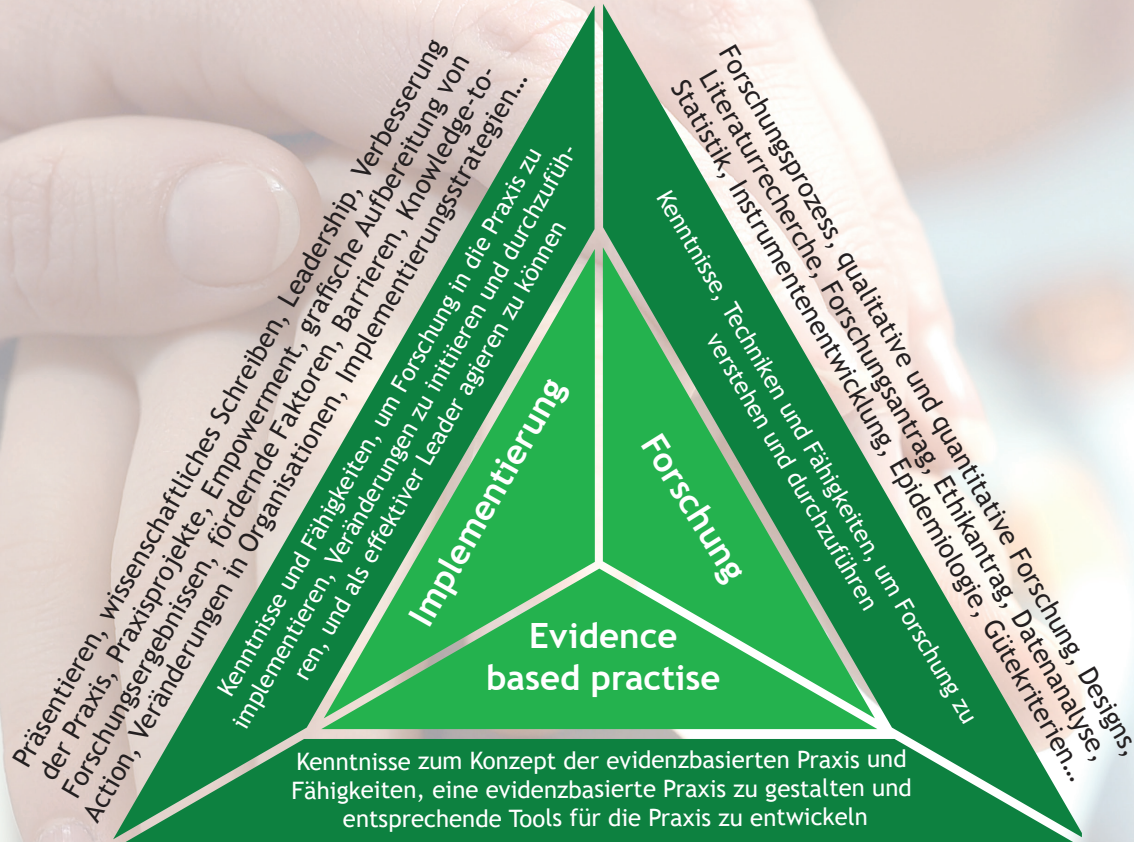 Präsentieren, wissenschaftliches Schreiben, Leadership, Verbesserung
der Praxis, Praxisprojekte, Empowerment, grafische Aufbereitung von
Forschungsergebnissen, fördernde Faktoren, Barrieren, Knowledge-to-
Action, Veränderungen in Organisationen, Implementierungsstrategien...
Kenntnisse und Fähigkeiten, um Forschung in die Praxis zu
implementieren, Veränderungen zu initiieren und durchzufüh-
ren, und als effektiver Leader agieren zu können
Implementierung
Forschung
Kenntnisse, Techniken und Fähigkeiten, um Forschung zu
verstehen und durchzuführen
Forschungsprozess, qualitative und quantitative Forschung, Designs,
Literaturrecherche, Forschungsantrag, Ethikantrag, Datenanalyse,
Statistik, Instrumentenentwicklung, Epidemiologie, Gütekriterien...
Evidence
based practise
Kenntnisse zum Konzept der evidenzbasierten Praxis und
Fähigkeiten, eine evidenzbasierte Praxis zu gestalten und
entsprechende Tools für die Praxis zu entwickeln